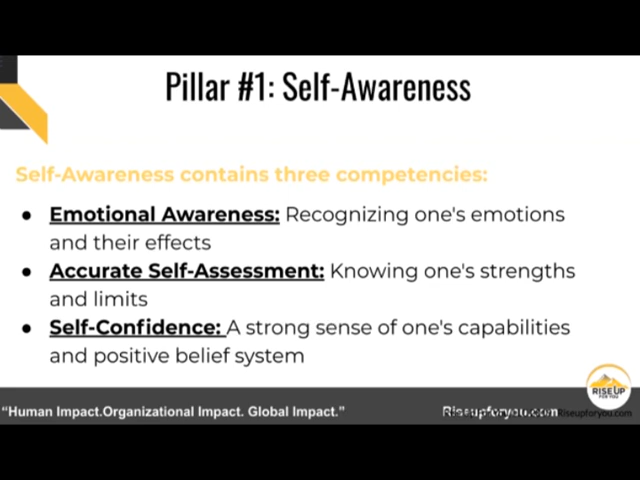 Pillar #1: Self-Awareness
Self-Awareness contains three competencies:
● Emotional Awareness: Recognizing one's emotions
and their effects
● Accurate Self-Assessment: Knowing one's strengths
and limits
● Self-Confidence: A strong sense of one's capabilities
and positive belief system
RISE UP
FOR YOU
“Human Impact.Organizational Impact. Global Impact.” Riseupforyou.com Riseupforyou.com